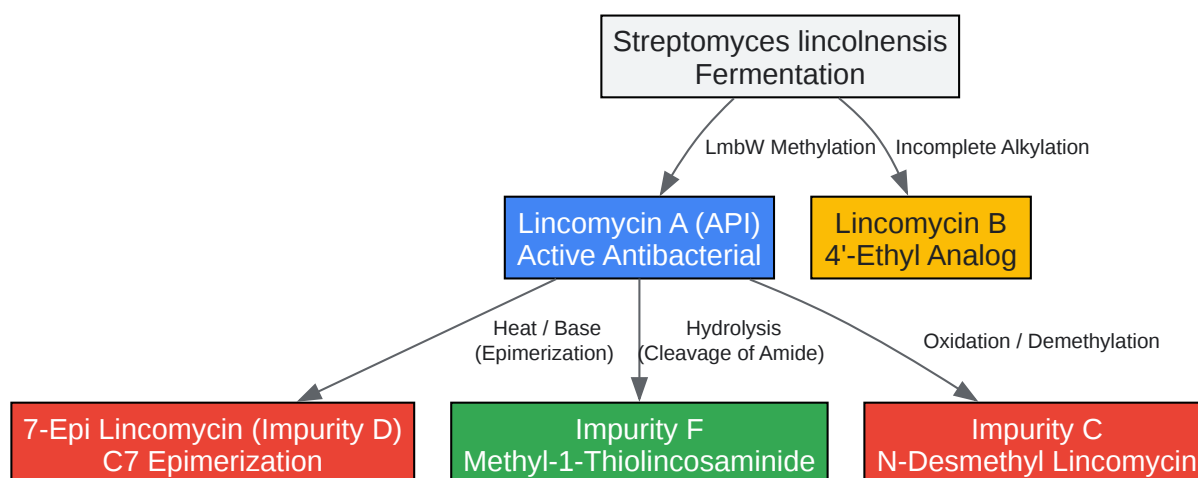 Streptomyces lincolnensis
Fermentation
LmbW Methylation
Incomplete Alkylation
Lincomycin A (API)
Active Antibacterial
Lincomycin B
4'-Ethyl Analog
Heat / Base
(Epimerization)
Hydrolysis
(Cleavage of Amide)
Oxidation / Demethylation
7-Epi Lincomycin (Impurity D)
C7 Epimerization
Impurity F
Methyl-1-Thiolincosaminide
Impurity C
N-Desmethyl Lincomycin